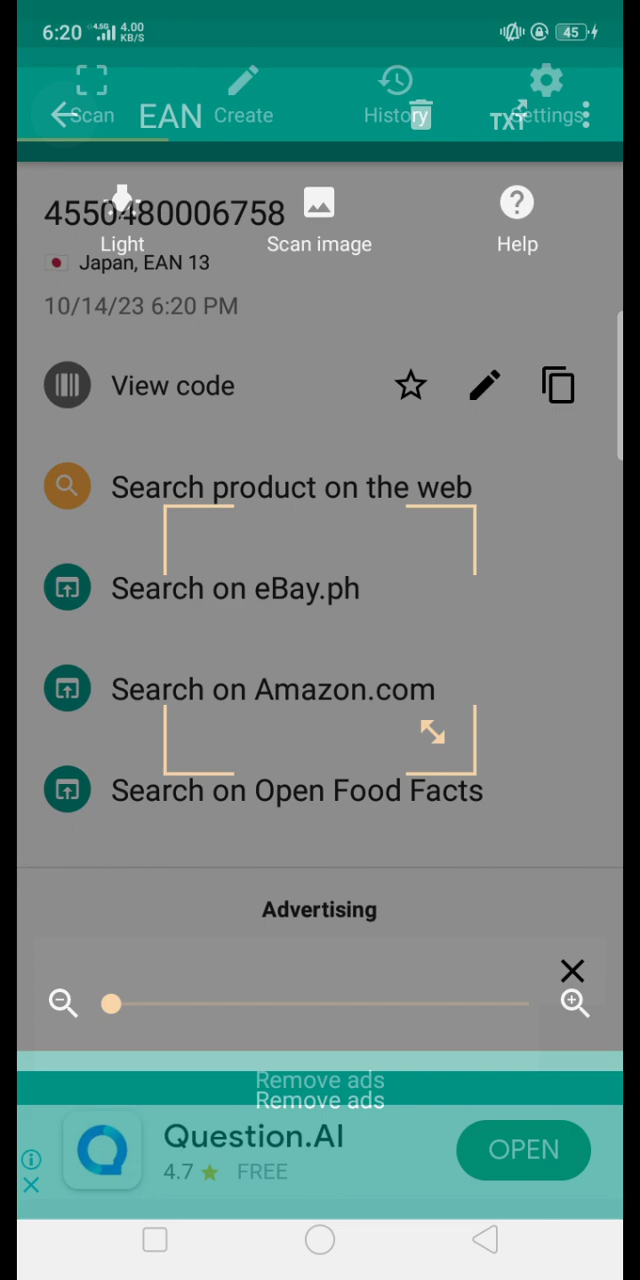 6:20 4.5G 4.00 KB/S 45
Scan Create History Settings
EAN TXT
4550480006758
Light Scan image Help
Japan, EAN 13
10/14/23 6:20 PM
View code
Search product on the web
Search on eBay.ph
Search on Amazon.com
Search on Open Food Facts
Advertising
Remove ads
Remove ads
Question.AI
4.7 FREE
OPEN